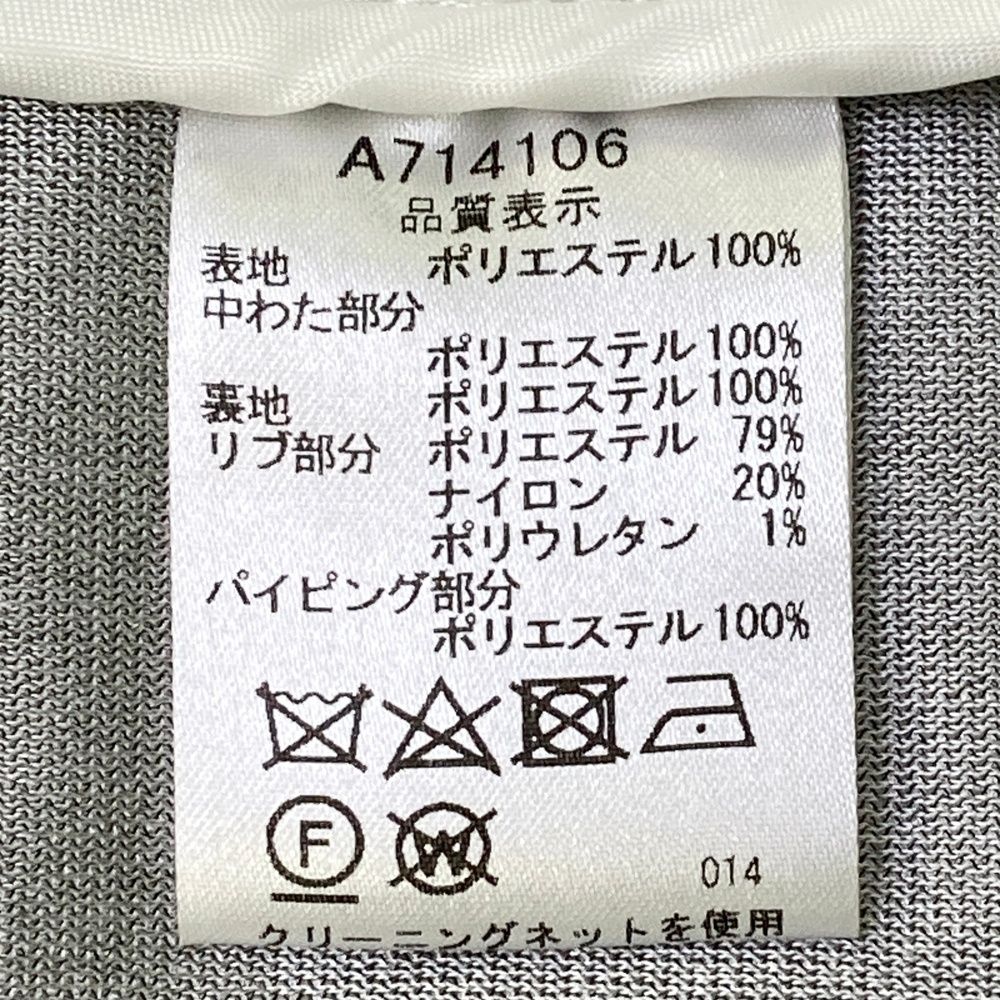 A714106
品質表示
表地 ポリエステル 100%
中わた部分
ポリエステル 100%
裏地 ポリエステル 100%
リブ部分 ポリエステル 79%
ナイロン 20%
ポリウレタン 1%
パイピング部分
ポリエステル 100%
F W
014
クリーニングネットを使用